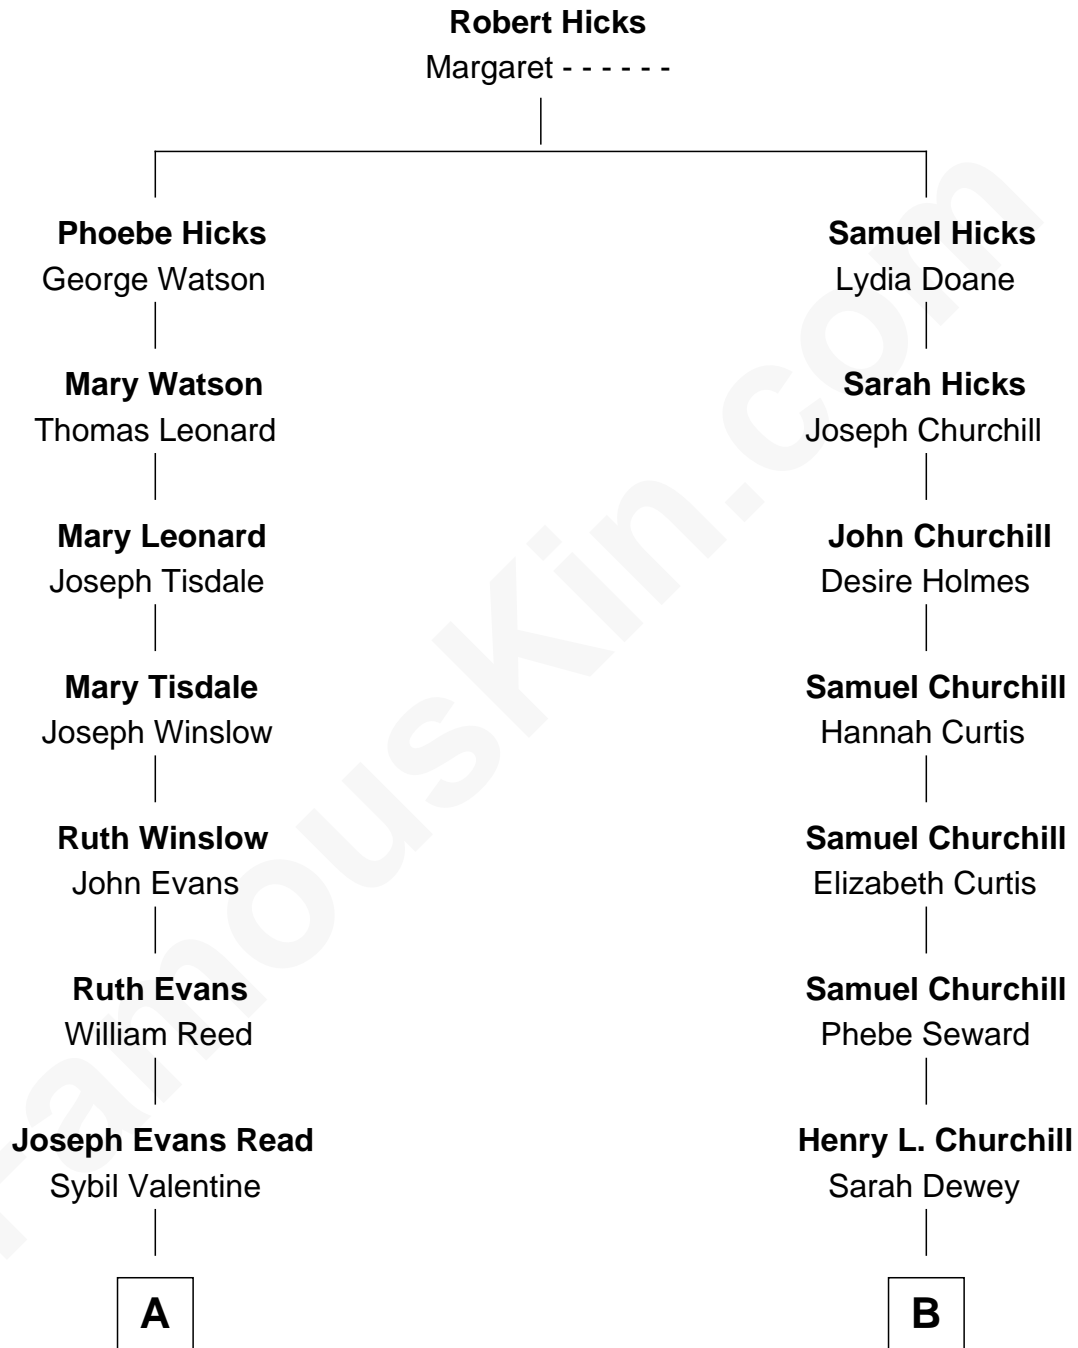 Robert Hicks
Margaret - - - - - -
Phoebe Hicks
George Watson
Samuel Hicks
Lydia Doane
Mary Watson
Thomas Leonard
Sarah Hicks
Joseph Churchill
Mary Leonard
Joseph Tisdale
John Churchill
Desire Holmes
Mary Tisdale
Joseph Winslow
Samuel Churchill
Hannah Curtis
Ruth Winslow
John Evans
Samuel Churchill
Elizabeth Curtis
Ruth Evans
William Reed
Samuel Churchill
Phebe Seward
Joseph Evans Read
Sybil Valentine
Henry L. Churchill
Sarah Dewey
A
B
FamousKin.com